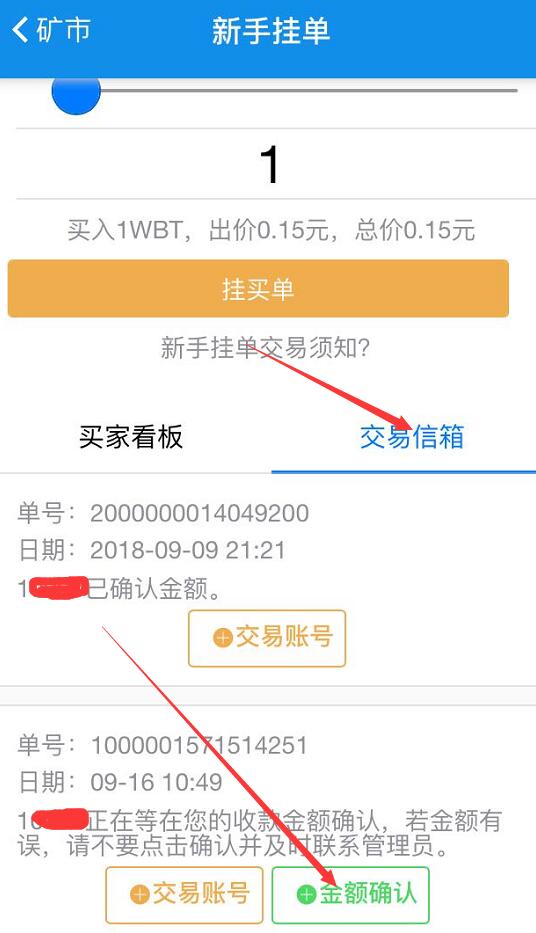 矿市
新手挂单
1
买入1WBT，出价0.15元，总价0.15元
挂买单
新手挂单交易须知?
买家看板
交易信箱
单号：2000000014049200
日期：2018-09-09 21:21
1 已确认金额。
交易账号
单号：1000001571514251
日期：09-16 10:49
正在等在您的收款金额确认，若金额有
误，请不要点击确认并及时联系管理员。
交易账号
金额确认